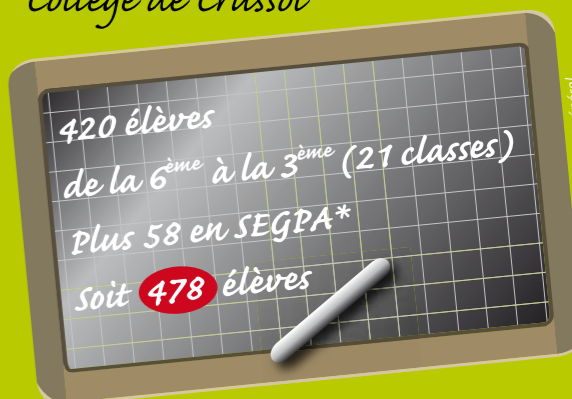 Collège de Crussol
420 élèves
de la 6ème à la 3ème (21 classes)
Plus 58 en SEGPA*
Soit 478 élèves